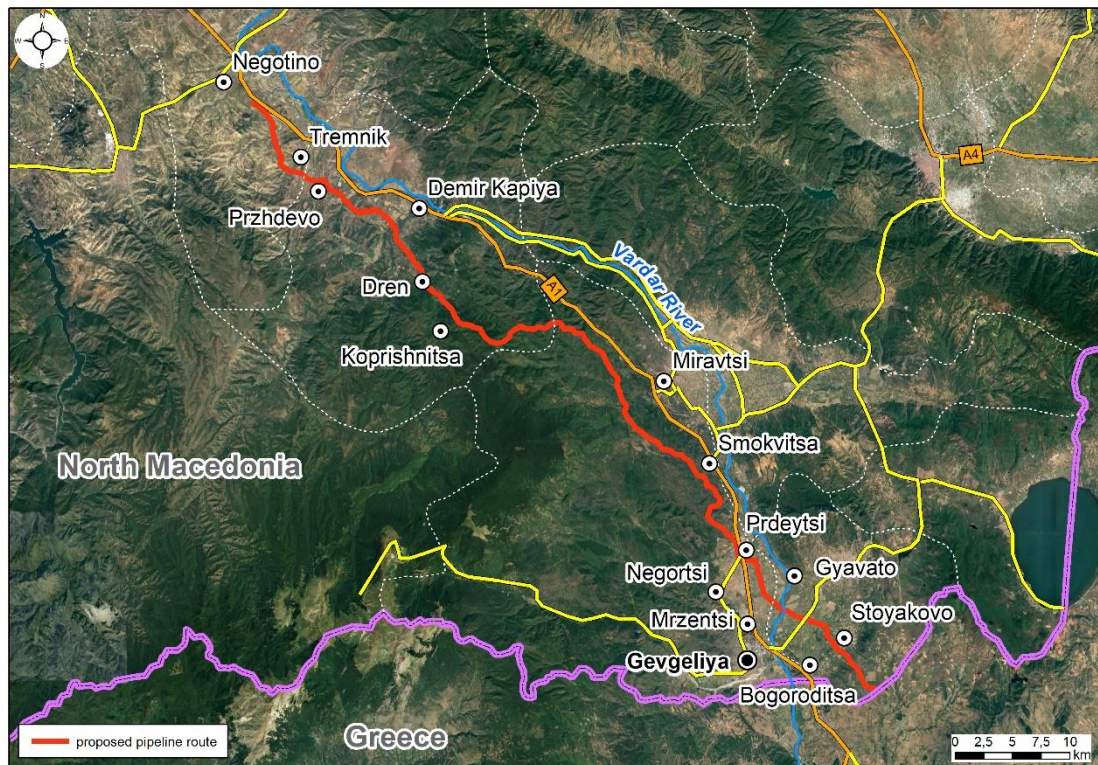 N
W E
S
Negotino
Tremnik
A4
Przhdevo
Demir Kapiya
Vardar River
Dren
A1
Koprishnitsa
Miravtsi
Smokvitsa
North Macedonia
Prdeytsi
Negortsi
Gyavato
Mrzentsi
Stoyakovo
Gevgeliya
Bogoroditsa
Greece
proposed pipeline route
0 2,5 5 7,5 10
km